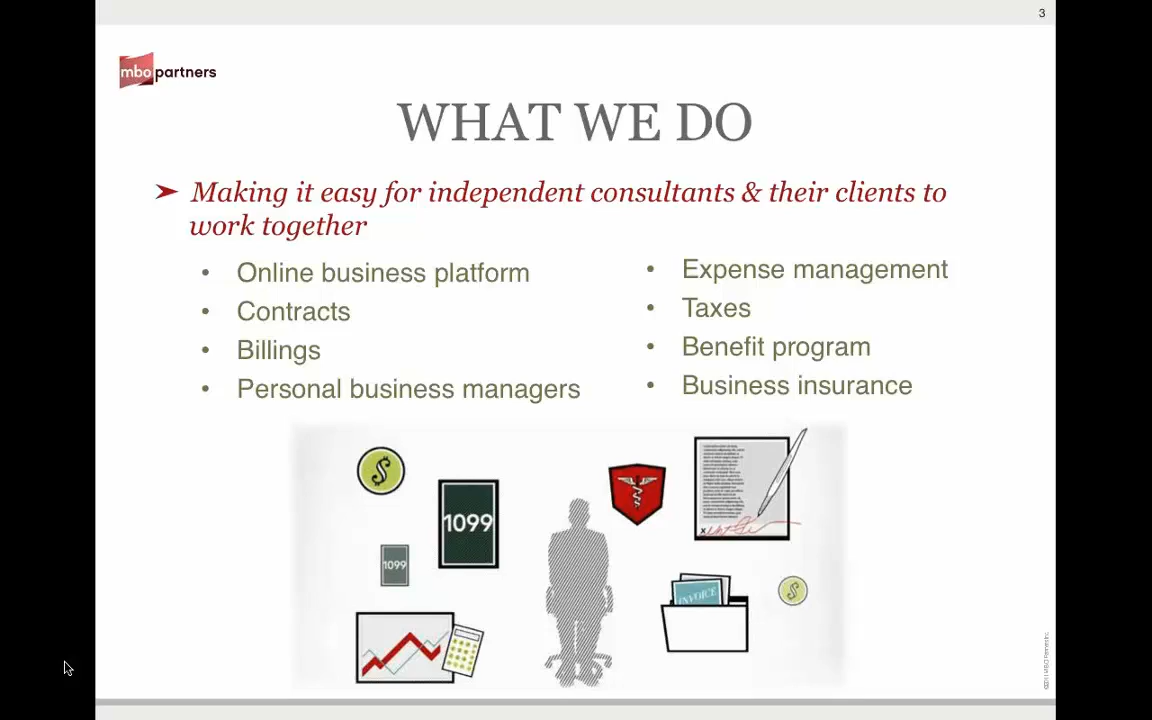 3
mbo partners
WHAT WE DO
➤ Making it easy for independent consultants & their clients to
work together
• Online business platform
• Contracts
• Billings
• Personal business managers
• Expense management
• Taxes
• Benefit program
• Business insurance
1099
1099
INVOICE
x